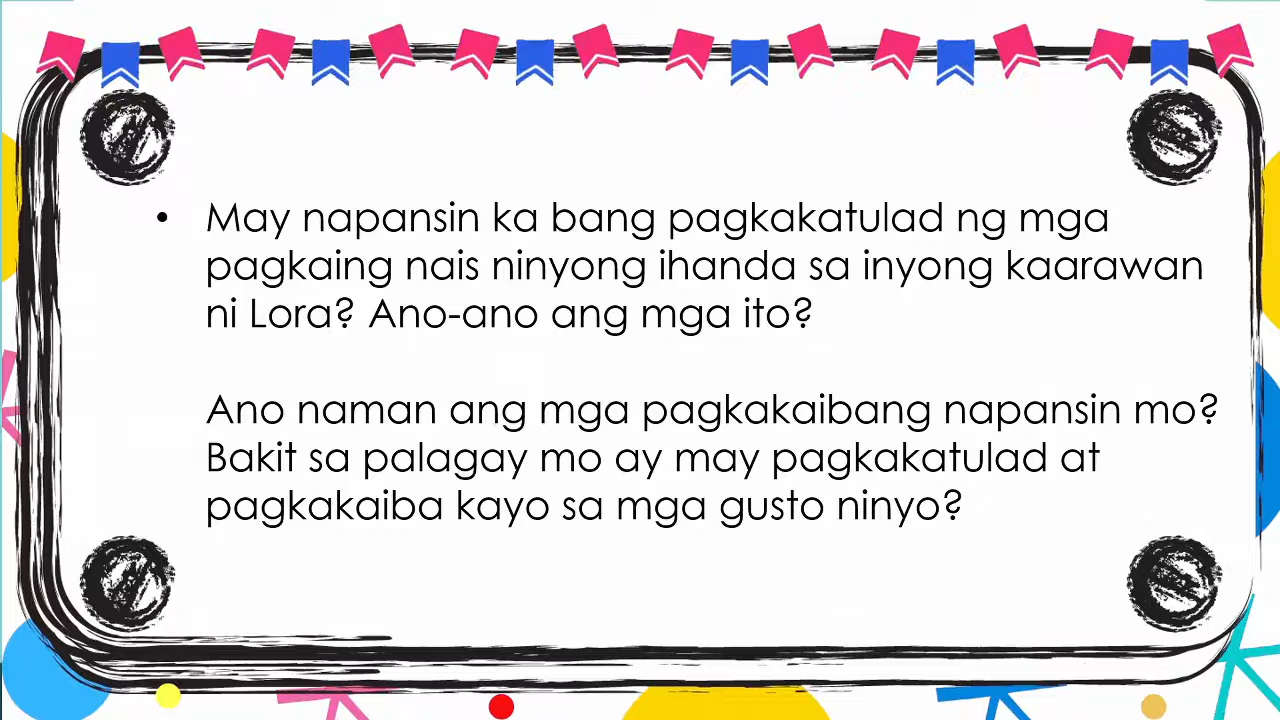 • May napansin ka bang pagkakatulad ng mga
pagkaing nais ninyong ihanda sa inyong kaarawan
ni Lora? Ano-ano ang mga ito?
Ano naman ang mga pagkakaibang napansin mo?
Bakit sa palagay mo ay may pagkakatulad at
pagkakaiba kayo sa mga gusto ninyo?